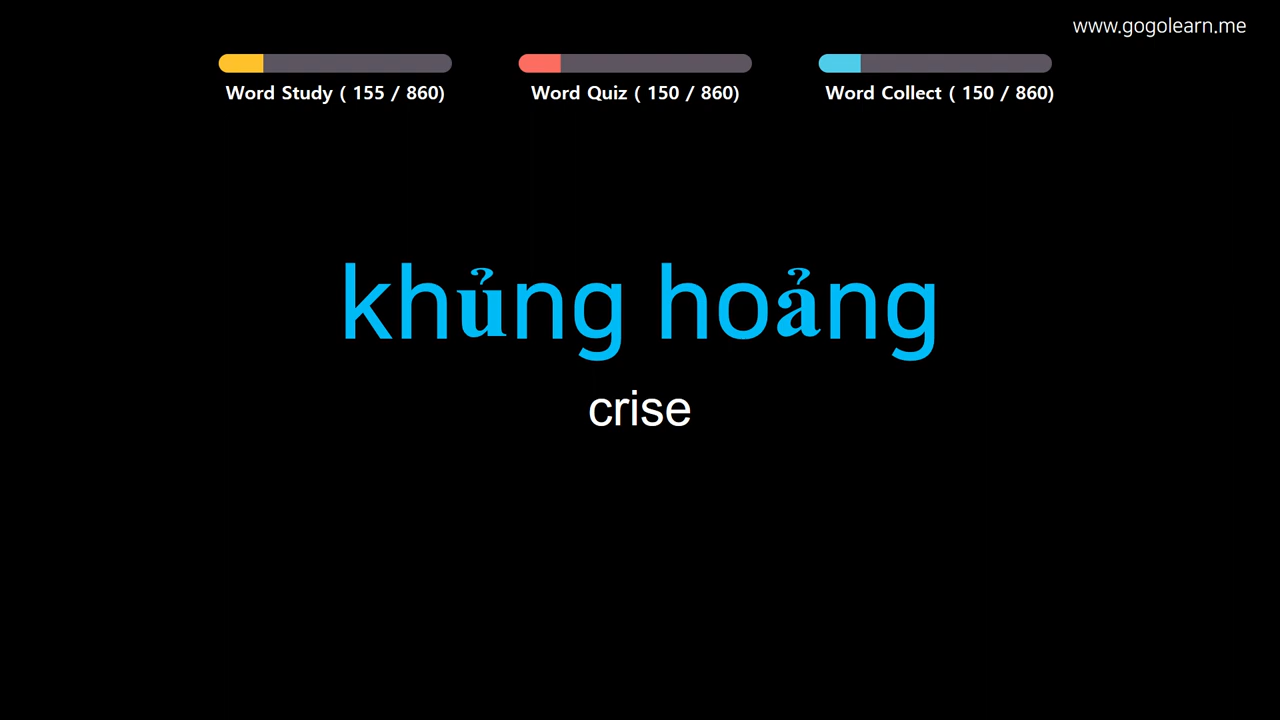 www.gogolearn.me
Word Study ( 155 / 860)
Word Quiz ( 150 / 860)
Word Collect ( 150 / 860)
khủng hoảng
crise